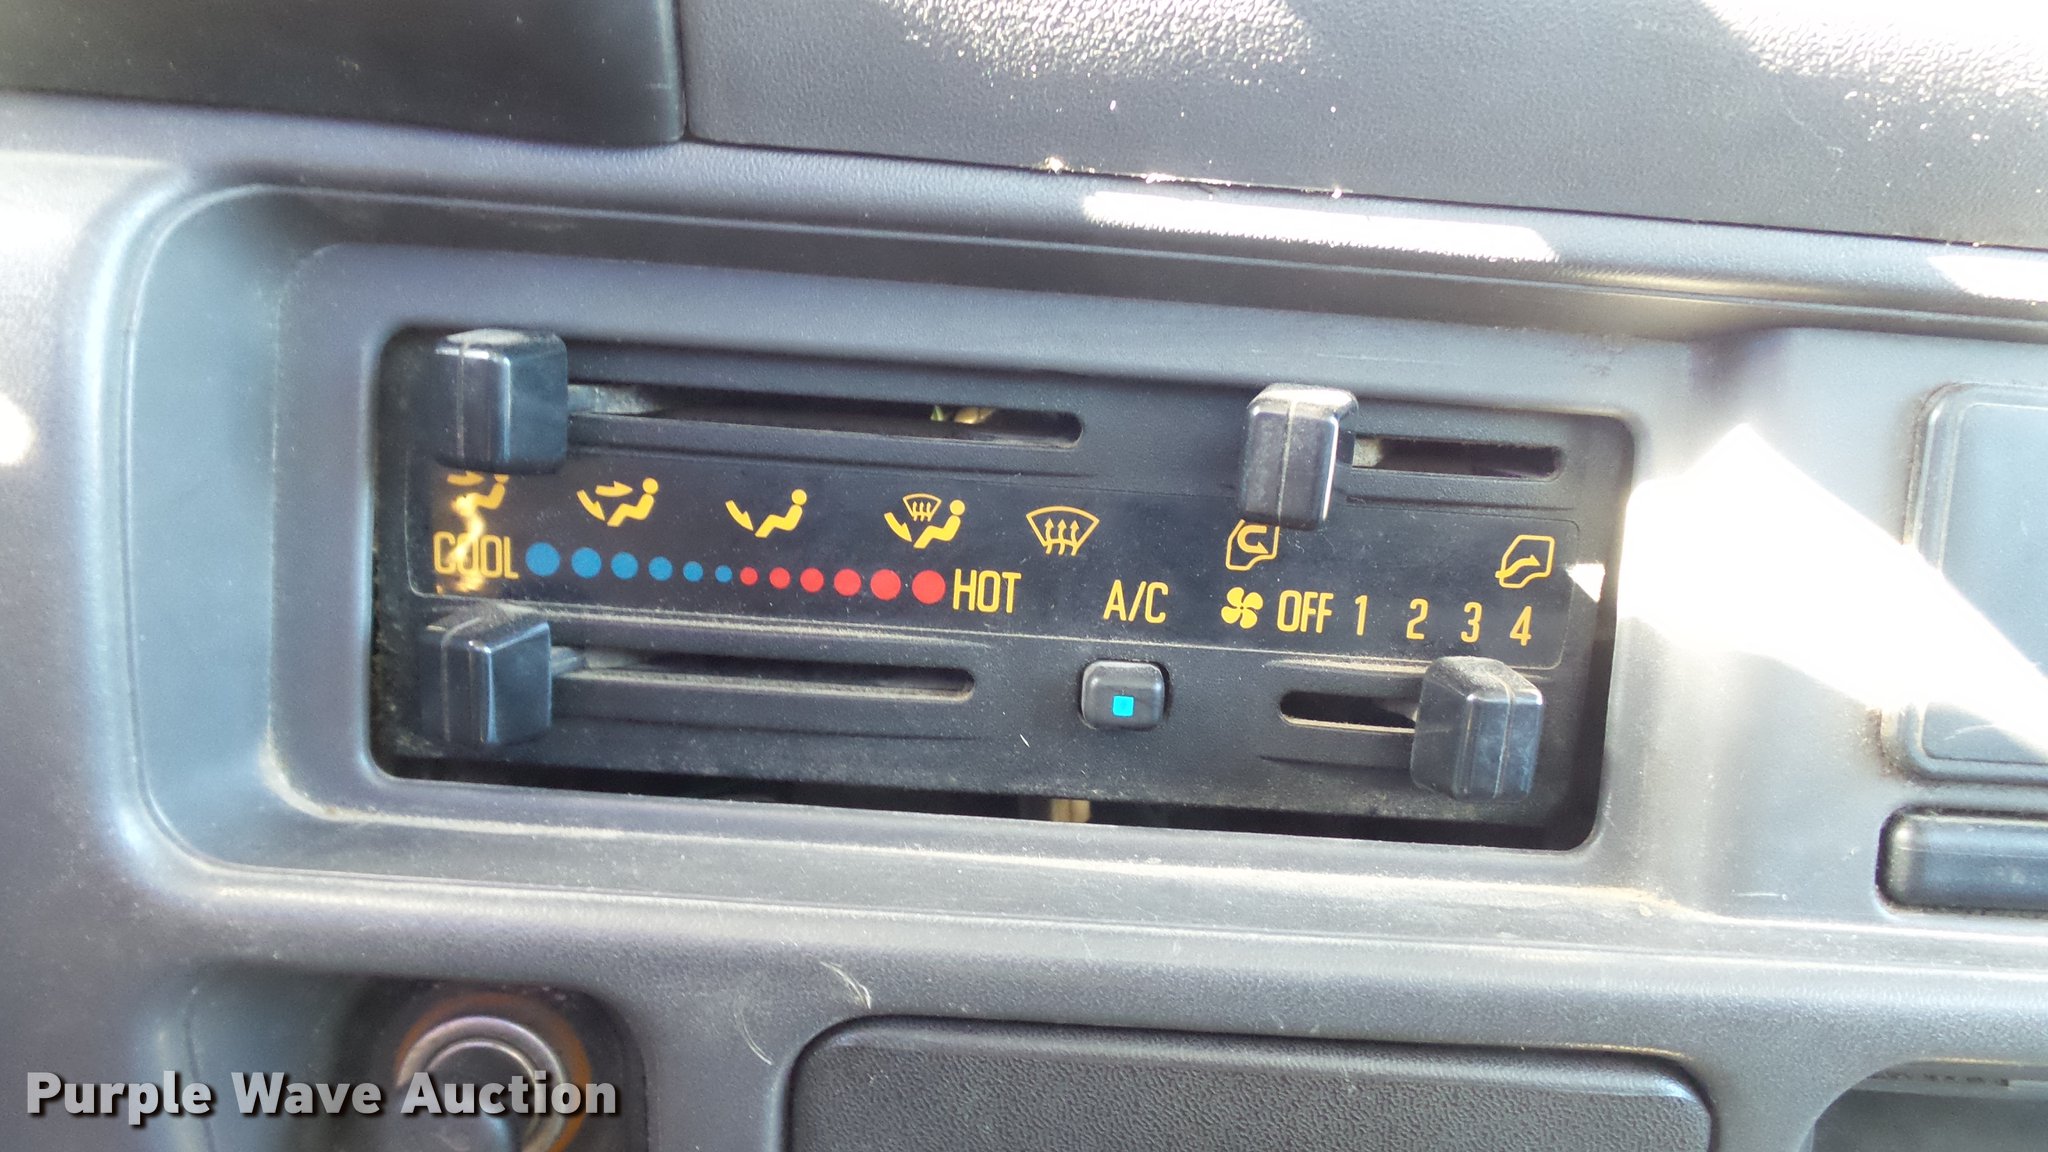 COOL HOT A/C OFF 1 2 3 4
Purple Wave Auction